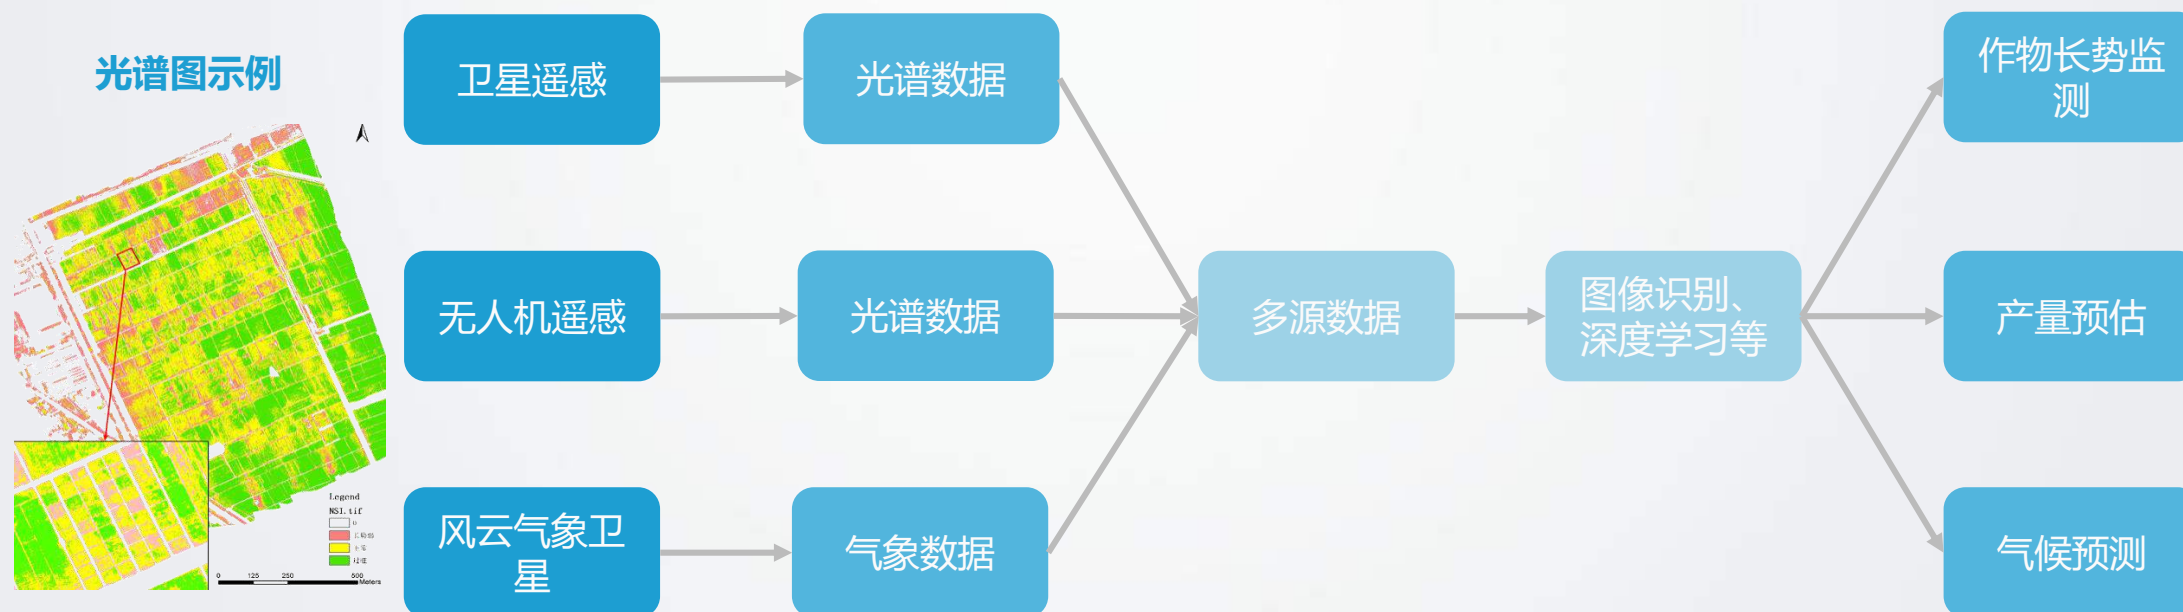 光谱图示例
卫星遥感
光谱数据
作物长势监
测
无人机遥感
光谱数据
多源数据
图像识别、
深度学习等
产量预估
风云气象卫
星
气象数据
气候预测
Legend
NSI.tif
0 125 250 500
Meters